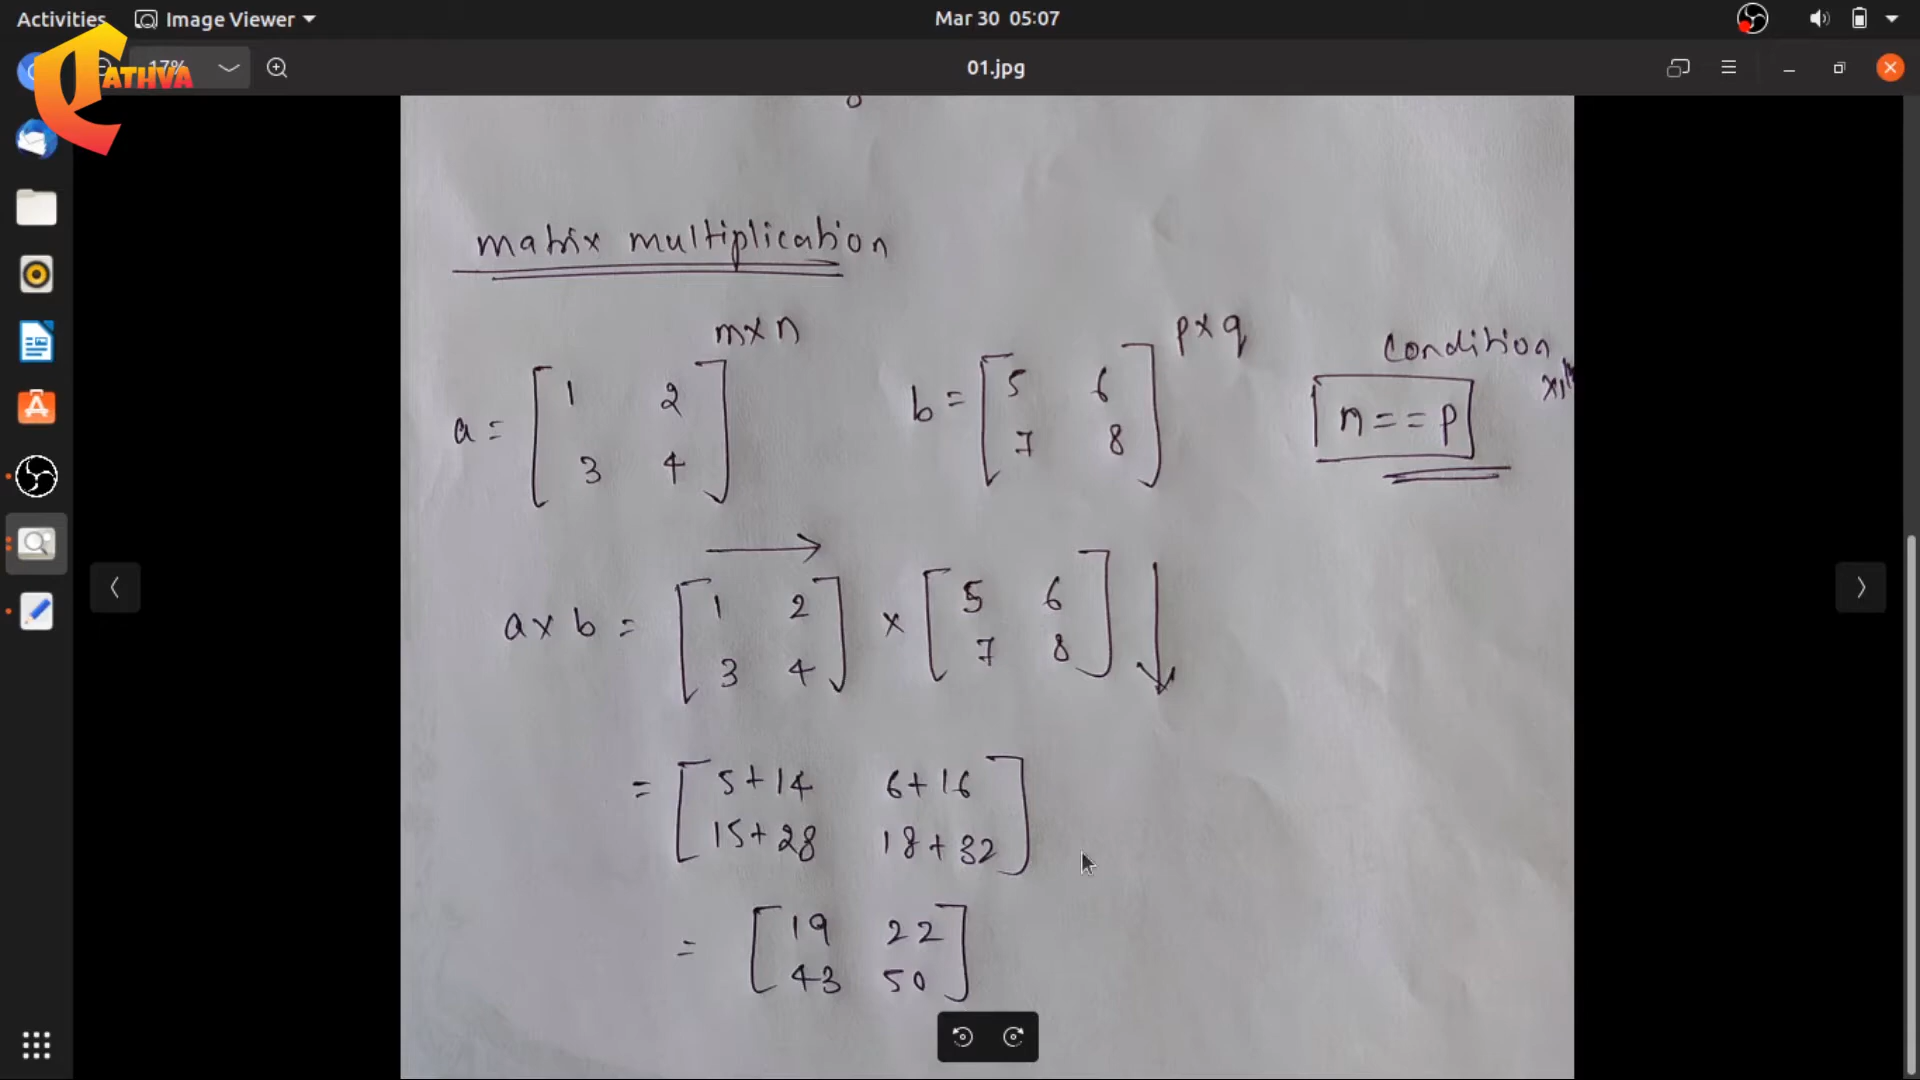 Activities Image Viewer Mar 30 05:07
17% 01.jpg
CATHVA
matrix multiplication
m x n p x q condition
a = [ 1 2 b = [ 5 6 n == p
3 4 ] 7 8 ]
a x b = [ 1 2 x [ 5 6
3 4 ] 7 8 ]
= [ 5+14 6+16
15+28 18+32 ]
= [ 19 22
43 50 ]